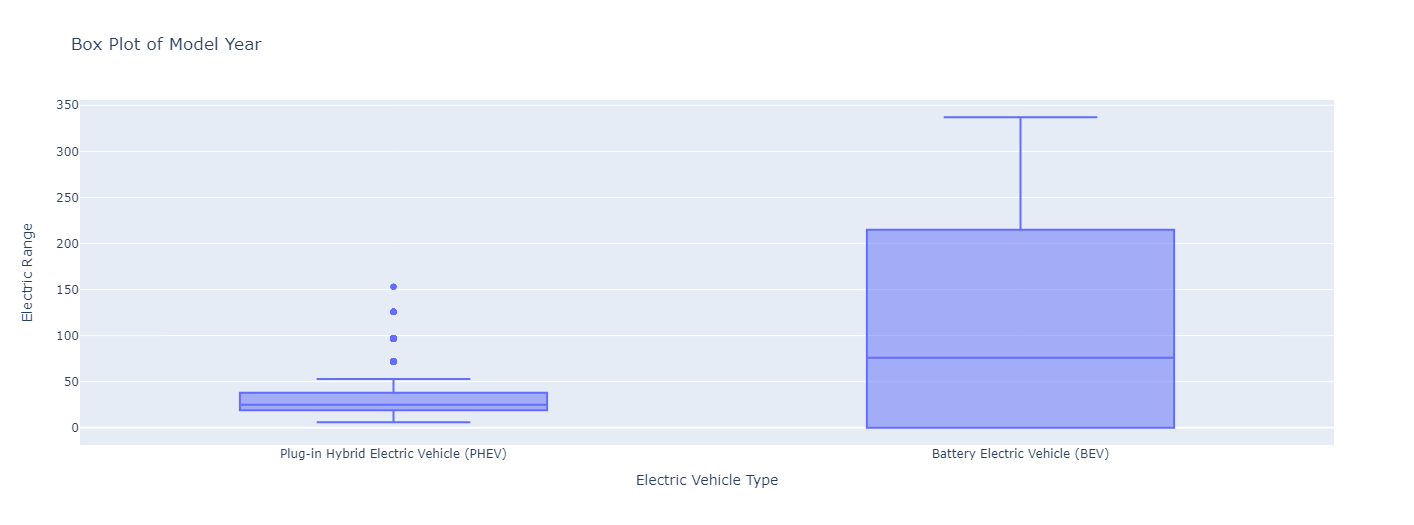 Box Plot of Model Year
350
300
250
200
150
100
50
0
Electric Range
Plug-in Hybrid Electric Vehicle (PHEV)
Battery Electric Vehicle (BEV)
Electric Vehicle Type